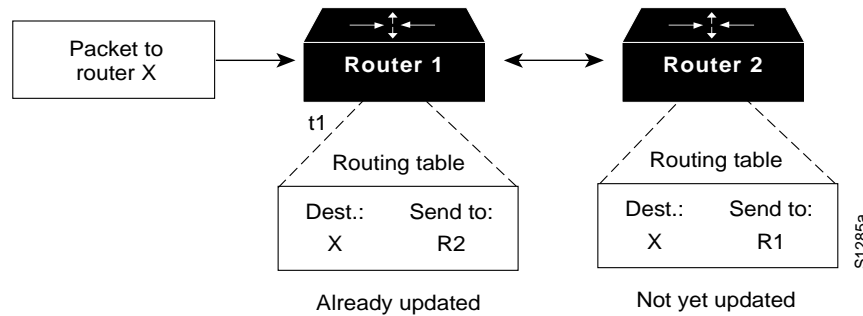 Packet to
router X
Router 1
Router 2
t1
Routing table
Dest.: Send to:
X R2
Already updated
Routing table
Dest.: Send to:
X R1
Not yet updated
S1285a